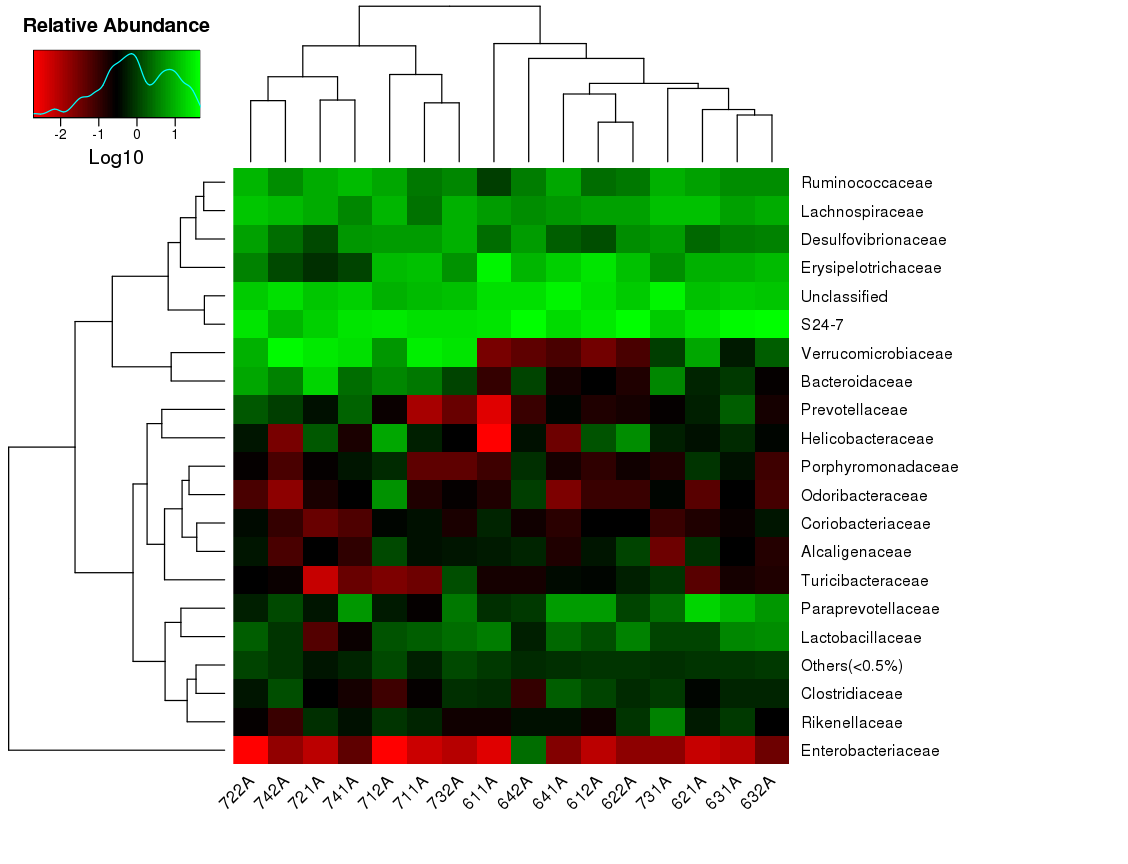 Relative Abundance
-2 -1 0 1
Log10
Ruminococcaceae
Lachnospiraceae
Desulfovibrionaceae
Erysipelotrichaceae
Unclassified
S24-7
Verrucomicrobiaceae
Bacteroidaceae
Prevotellaceae
Helicobacteraceae
Porphyromonadaceae
Odoribacteraceae
Coriobacteriaceae
Alcaligenaceae
Turicibacteraceae
Paraprevotellaceae
Lactobacillaceae
Others(<0.5%)
Clostridiaceae
Rikenellaceae
Enterobacteriaceae
722A 742A 721A 741A 712A 711A 732A 611A 642A 641A 612A 622A 731A 621A 631A 632A